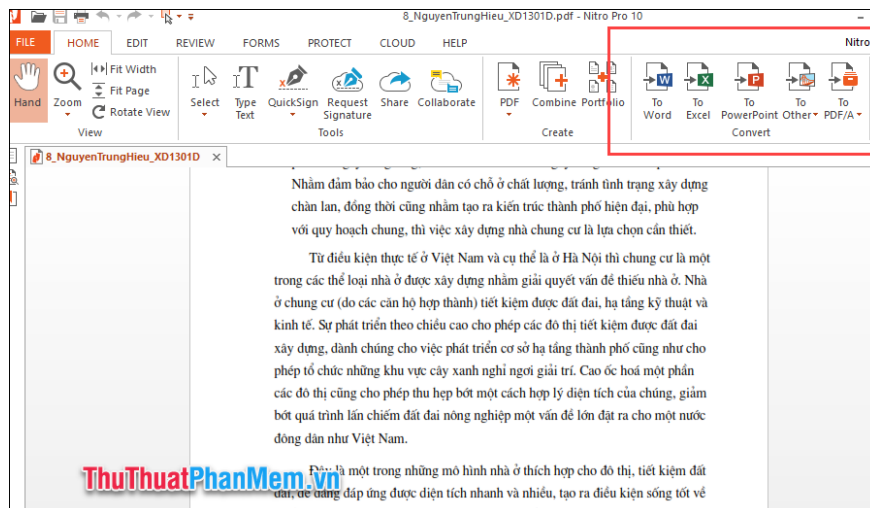 8_NguyenTrungHieu_XD1301D.pdf - Nitro Pro 10
FILE HOME EDIT REVIEW FORMS PROTECT CLOUD HELP Nitro
Hand
Zoom
Fit Width
Fit Page
Rotate View
Select
Type Text
QuickSign
Request Signature
Share
Collaborate
PDF
Combine
Portfolio
To Word
To Excel
To PowerPoint
To Other
To PDF/A
View Tools Create Convert
8_NguyenTrungHieu_XD1301D
Nhằm đảm bảo cho người dân có chỗ ở chất lượng, tránh tình trạng xây dựng
chàn lan, đồng thời cũng nhằm tạo ra kiến trúc thành phố hiện đại, phù hợp
với quy hoạch chung, thì việc xây dựng nhà chung cư là lựa chọn cần thiết.
Từ điều kiện thực tế ở Việt Nam và cụ thể là ở Hà Nội thì chung cư là một
trong các thể loại nhà ở được xây dựng nhằm giải quyết vấn đề thiếu nhà ở. Nhà
ở chung cư (do các căn hộ hợp thành) tiết kiệm được đất đai, hạ tầng kỹ thuật và
kinh tế. Sự phát triển theo chiều cao cho phép các đô thị tiết kiệm được đất đai
xây dựng, dành chúng cho việc phát triển cơ sở hạ tầng thành phố cũng như cho
phép tổ chức những khu vực cây xanh nghỉ ngơi giải trí. Cao ốc hoá một phần
các đô thị cũng cho phép thu hẹp bớt một cách hợp lý diện tích của chúng, giảm
bớt quá trình lấn chiếm đất đai nông nghiệp một vấn đề lớn đặt ra cho một nước
đông dân như Việt Nam.
Đây là một trong những mô hình nhà ở thích hợp cho đô thị, tiết kiệm đất
đai, dễ dàng đáp ứng được diện tích nhanh và nhiều, tạo ra điều kiện sống tốt về
ThuThuatPhanMem.vn